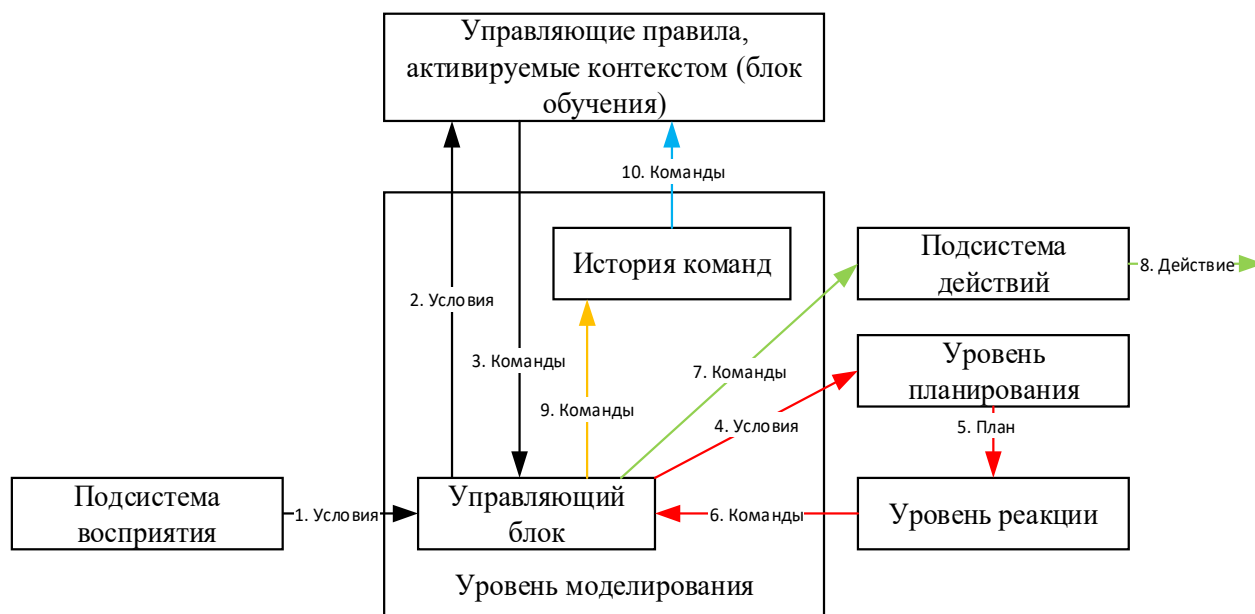 Управляющие правила,
активируемые контекстом (блок
обучения)
10. Команды
История команд
Подсистема
действий
8. Действие
2. Условия
3. Команды
7. Команды
Уровень
планирования
9. Команды
4. Условия
5. План
Подсистема
восприятия
1. Условия
Управляющий
блок
6. Команды
Уровень реакции
Уровень моделирования